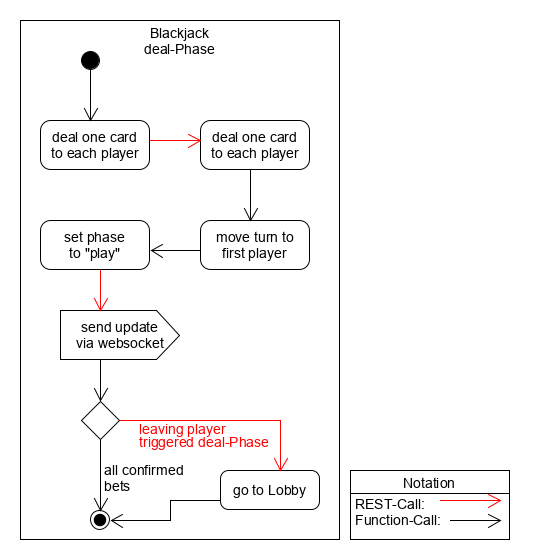 Blackjack
deal-Phase
deal one card
to each player
deal one card
to each player
set phase
to "play"
move turn to
first player
send update
via websocket
leaving player
triggered deal-Phase
all confirmed
bets
go to Lobby
Notation
REST-Call:
Function-Call: